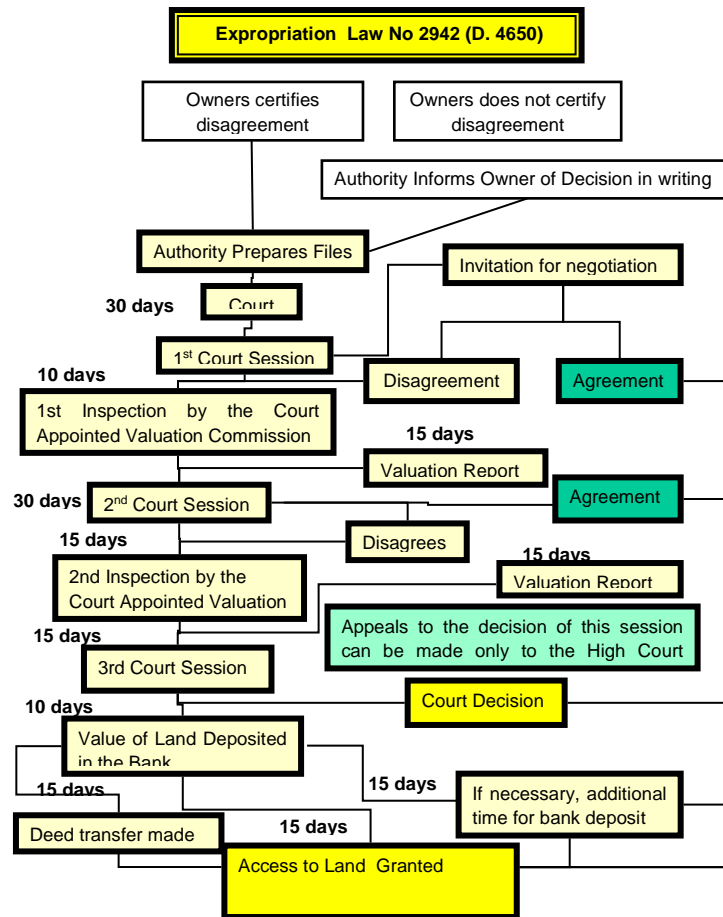 Expropriation Law No 2942 (D. 4650)
Owners certifies
disagreement
Owners does not certify
disagreement
Authority Informs Owner of Decision in writing
Authority Prepares Files
Invitation for negotiation
30 days
Court
1st Court Session
10 days
Disagreement
Agreement
1st Inspection by the Court
Appointed Valuation Commission
15 days
Valuation Report
30 days
2nd Court Session
Agreement
15 days
Disagrees
15 days
2nd Inspection by the
Court Appointed Valuation
Valuation Report
15 days
Appeals to the decision of this session
can be made only to the High Court
3rd Court Session
10 days
Court Decision
Value of Land Deposited
in the Bank
15 days
15 days
If necessary, additional
time for bank deposit
Deed transfer made
15 days
Access to Land Granted